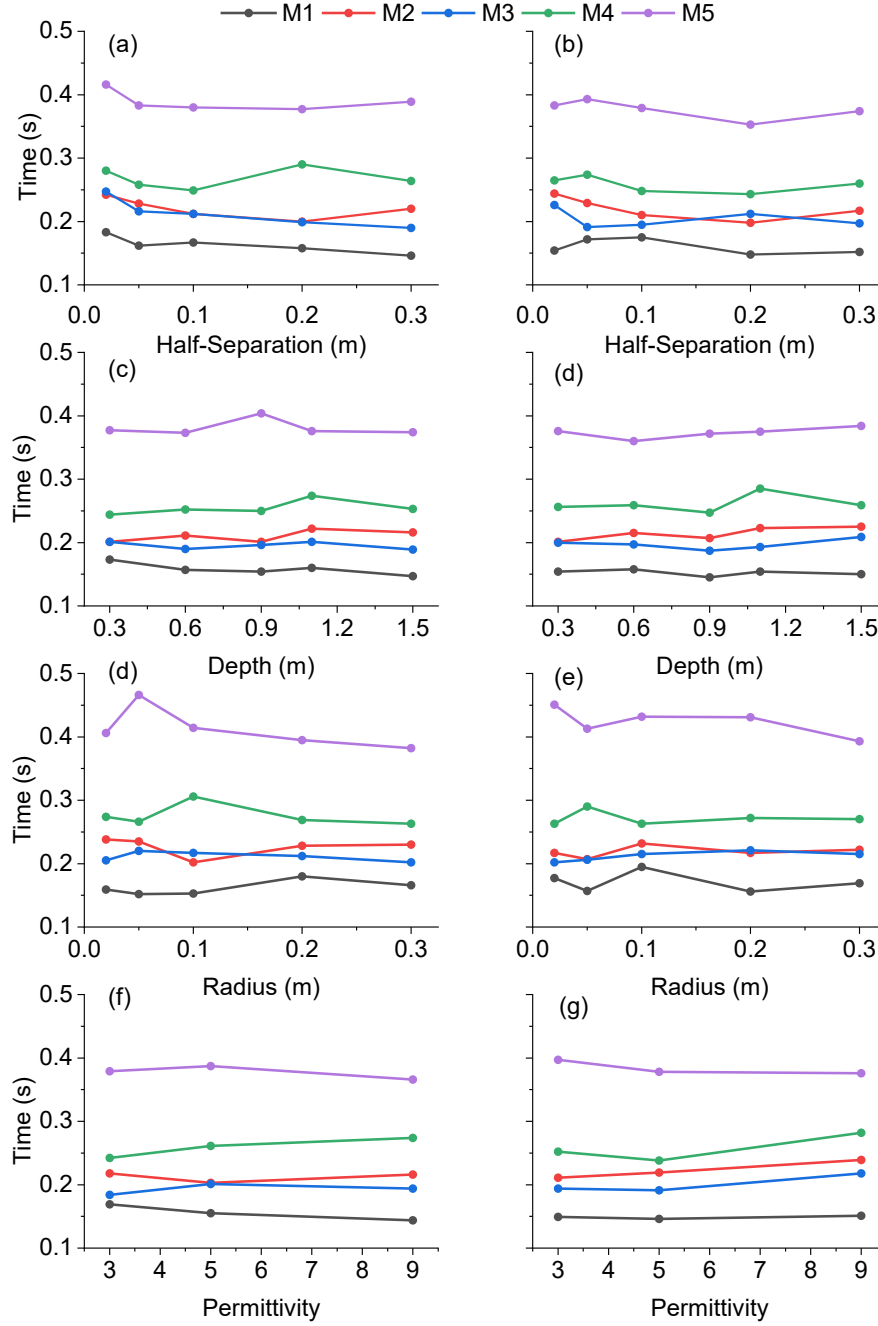 M1 M2 M3 M4 M5
(a) (b)
0.5 0.4 0.3 0.2 0.1
Time (s)
0.0 0.1 0.2 0.3
Half-Separation (m)
0.0 0.1 0.2 0.3
Half-Separation (m)
(c) (d)
0.5 0.4 0.3 0.2 0.1
Time (s)
0.3 0.6 0.9 1.2 1.5
Depth (m)
0.3 0.6 0.9 1.2 1.5
Depth (m)
(d) (e)
0.5 0.4 0.3 0.2 0.1
Time (s)
0.0 0.1 0.2 0.3
Radius (m)
0.0 0.1 0.2 0.3
Radius (m)
(f) (g)
0.5 0.4 0.3 0.2 0.1
Time (s)
3 4 5 6 7 8 9
Permittivity
3 4 5 6 7 8 9
Permittivity